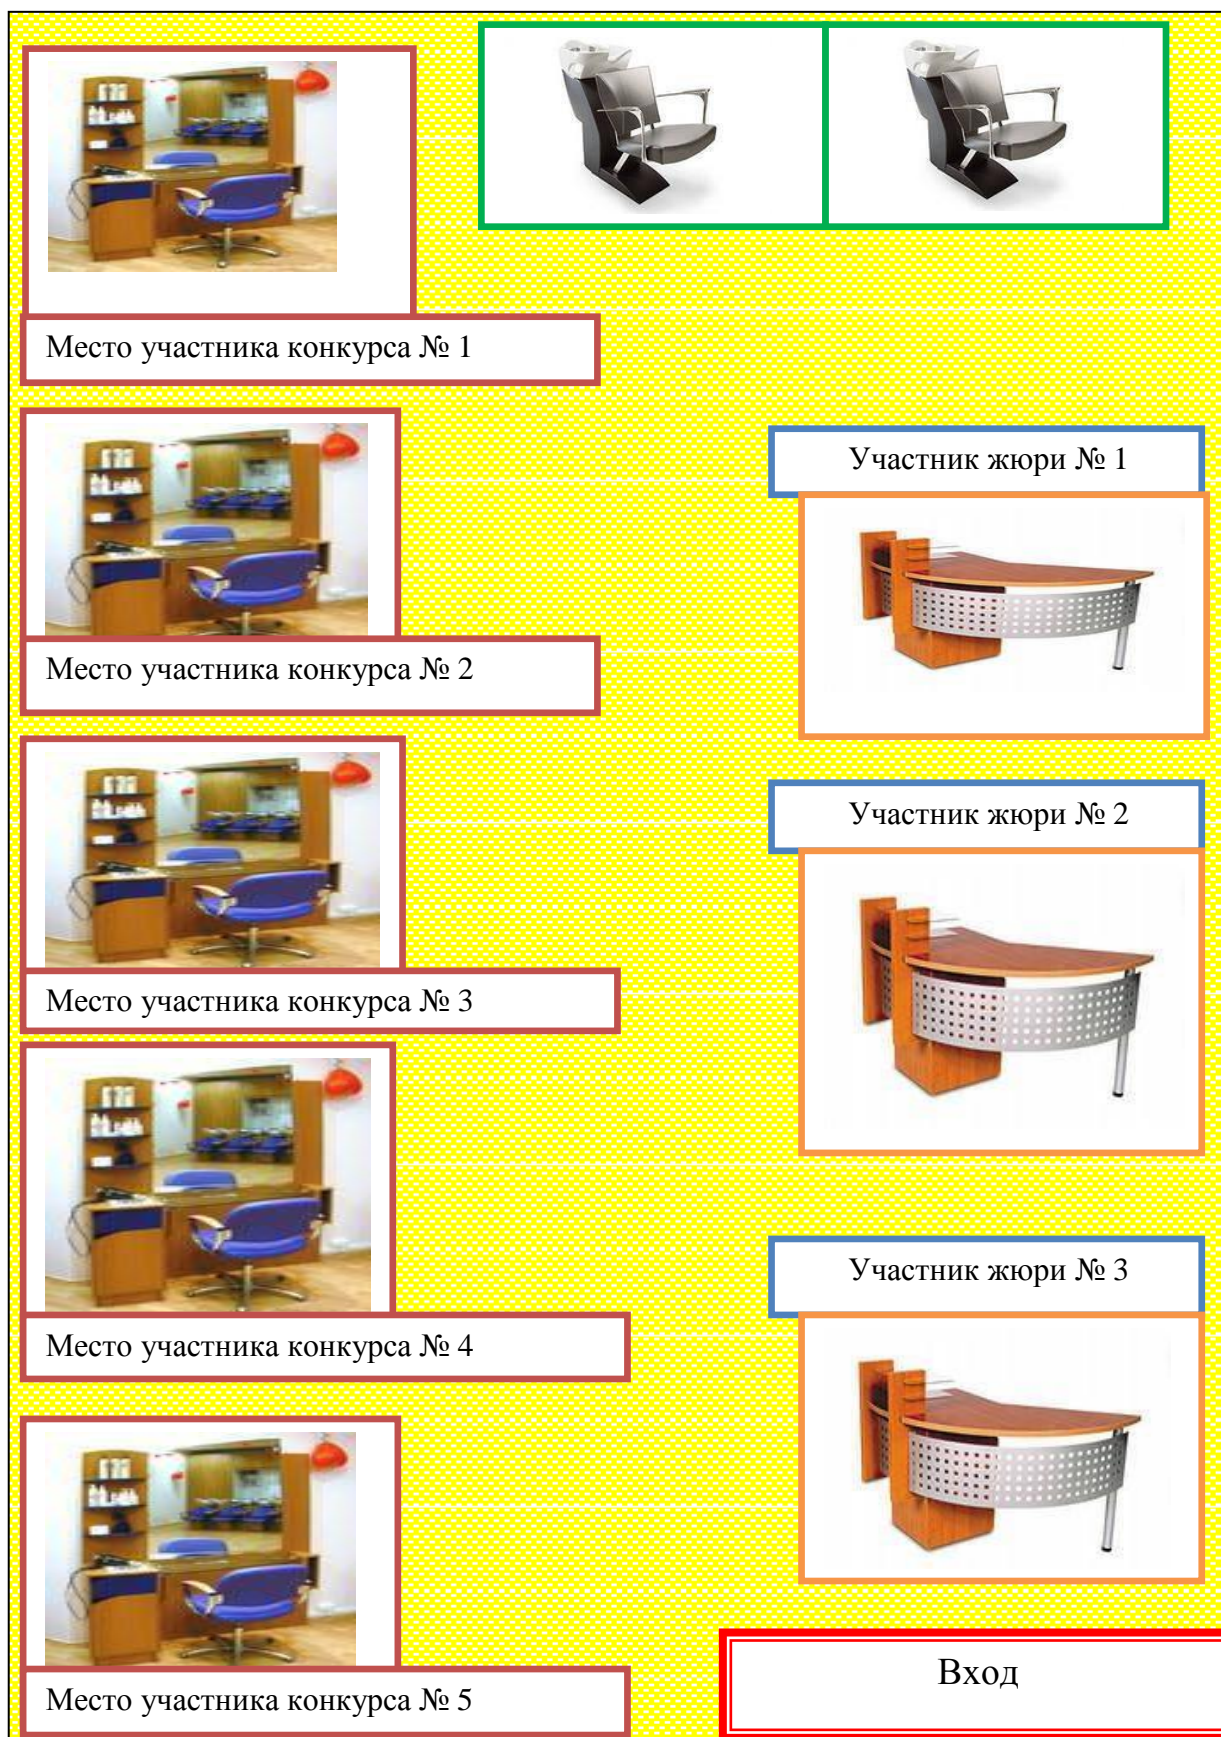 Место участника конкурса № 1
Участник жюри № 1
Место участника конкурса № 2
Участник жюри № 2
Место участника конкурса № 3
Участник жюри № 3
Место участника конкурса № 4
Вход
Место участника конкурса № 5